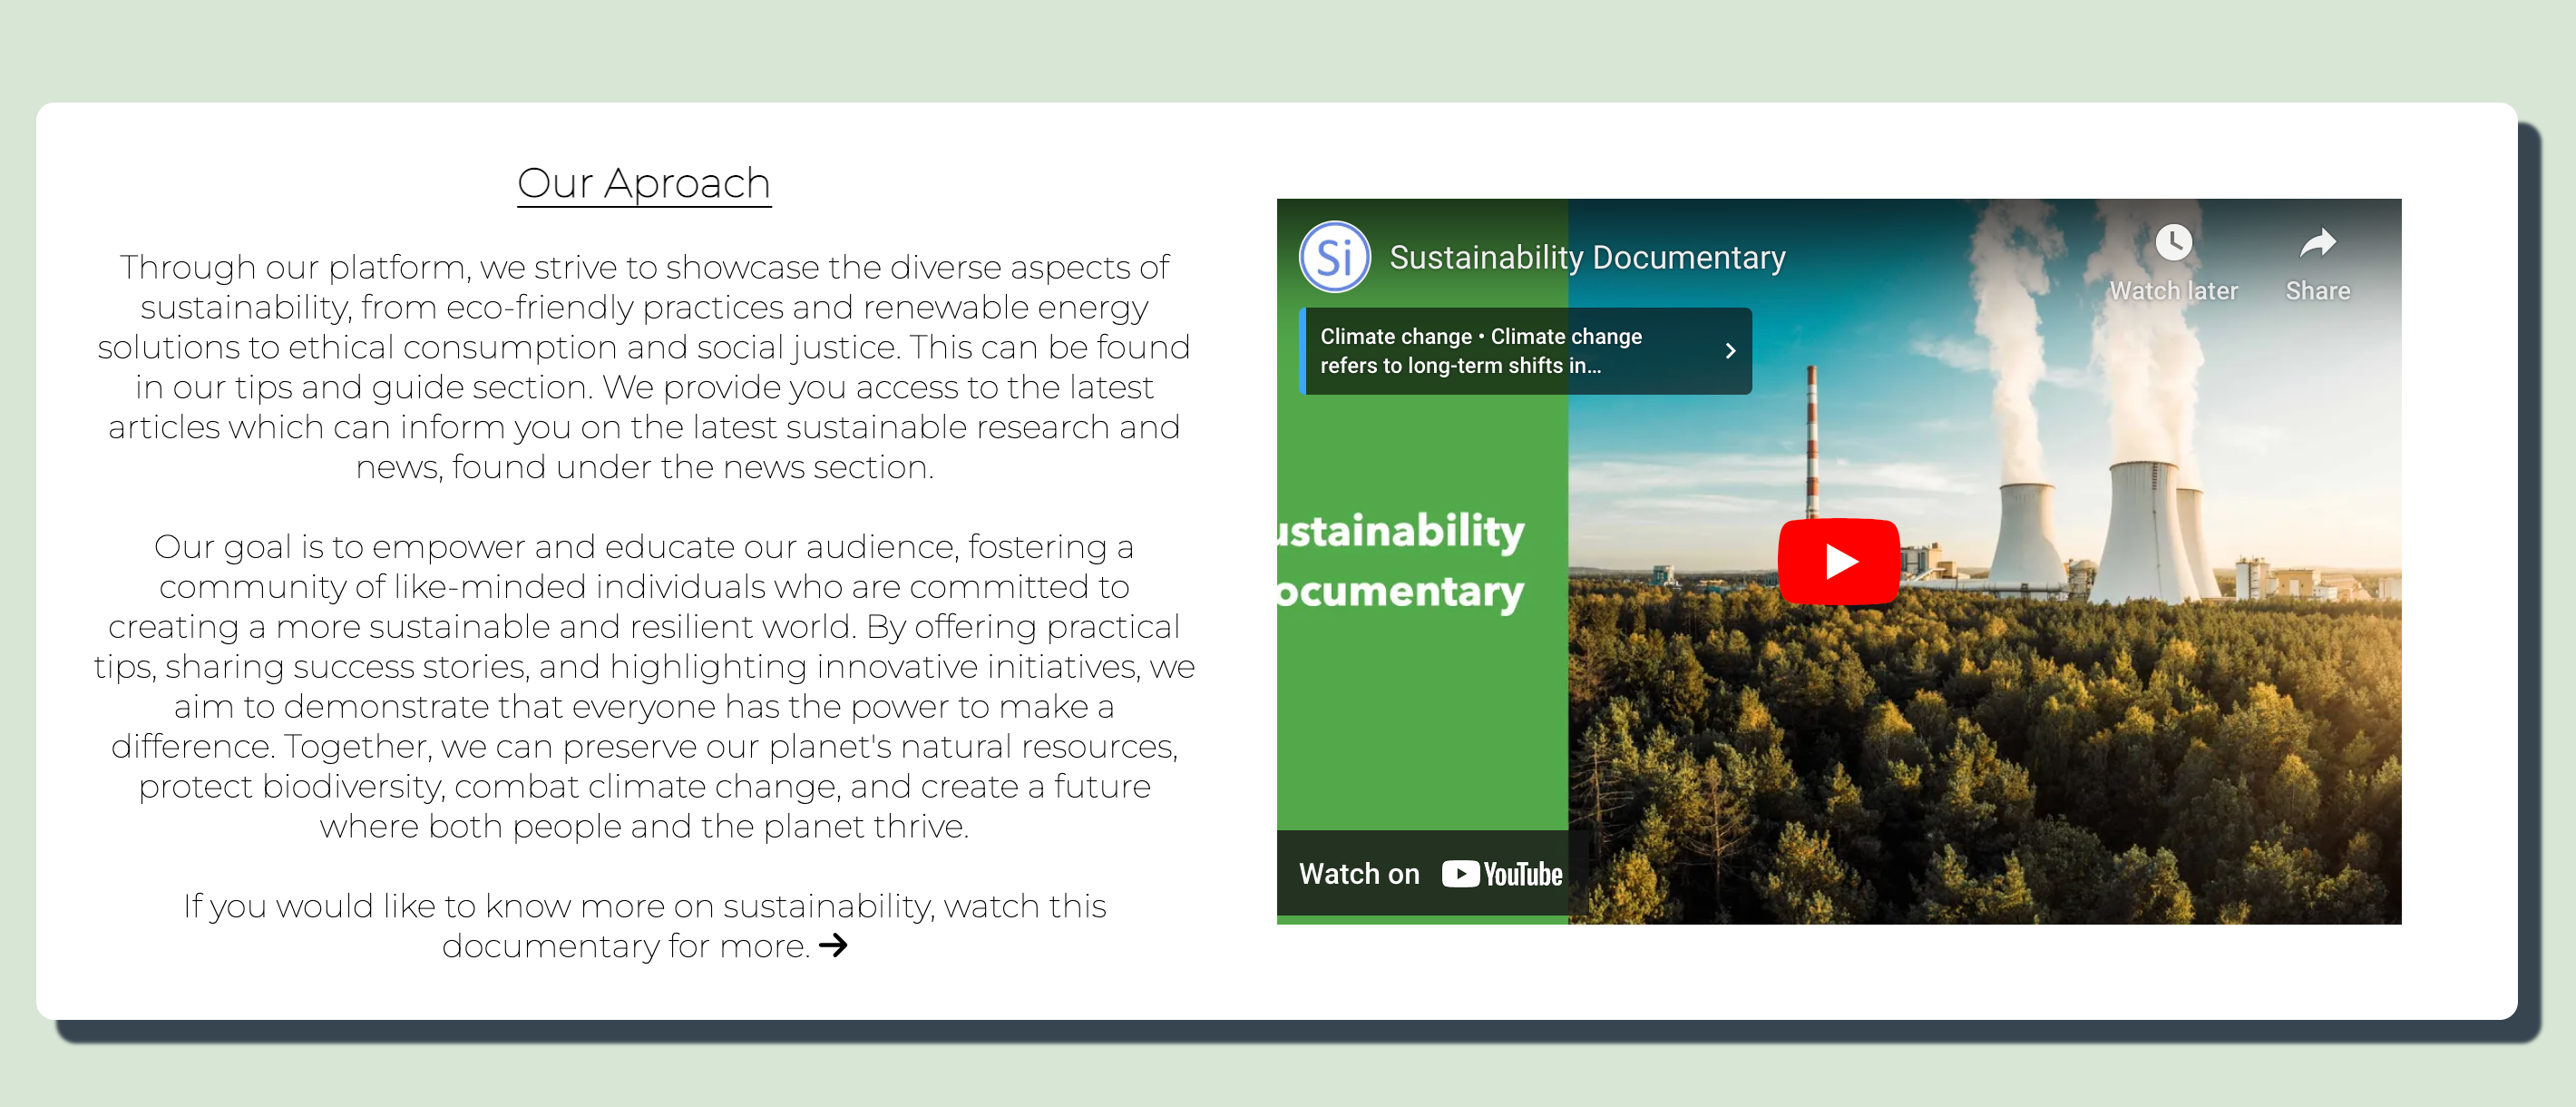 Our Aproach
Through our platform, we strive to showcase the diverse aspects of
sustainability, from eco-friendly practices and renewable energy
solutions to ethical consumption and social justice. This can be found
in our tips and guide section. We provide you access to the latest
articles which can inform you on the latest sustainable research and
news, found under the news section.
Our goal is to empower and educate our audience, fostering a
community of like-minded individuals who are committed to
creating a more sustainable and resilient world. By offering practical
tips, sharing success stories, and highlighting innovative initiatives, we
aim to demonstrate that everyone has the power to make a
difference. Together, we can preserve our planet's natural resources,
protect biodiversity, combat climate change, and create a future
where both people and the planet thrive.
If you would like to know more on sustainability, watch this
documentary for more. →
Si
Sustainability Documentary
Watch later
Share
Climate change • Climate change
refers to long-term shifts in...
ustainability
ocumentary
Watch on YouTube